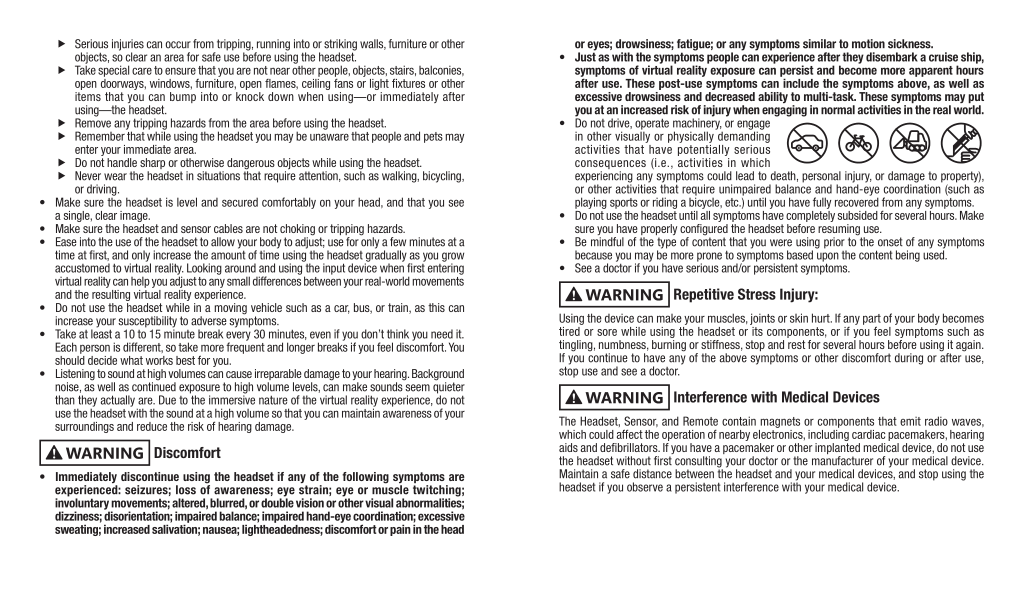 ► Serious injuries can occur from tripping, running into or striking walls, furniture or other
objects, so clear an area for safe use before using the headset.
► Take special care to ensure that you are not near other people, objects, stairs, balconies,
open doorways, windows, furniture, open flames, ceiling fans or light fixtures or other
items that you can bump into or knock down when using—or immediately after
using—the headset.
► Remove any tripping hazards from the area before using the headset.
► Remember that while using the headset you may be unaware that people and pets may
enter your immediate area.
► Do not handle sharp or otherwise dangerous objects while using the headset.
► Never wear the headset in situations that require attention, such as walking, bicycling,
or driving.
• Make sure the headset is level and secured comfortably on your head, and that you see
a single, clear image.
• Make sure the headset and sensor cables are not choking or tripping hazards.
• Ease into the use of the headset to allow your body to adjust; use for only a few minutes at a
time at first, and only increase the amount of time using the headset gradually as you grow
accustomed to virtual reality. Looking around and using the input device when first entering
virtual reality can help you adjust to any small differences between your real-world movements
and the resulting virtual reality experience.
• Do not use the headset while in a moving vehicle such as a car, bus, or train, as this can
increase your susceptibility to adverse symptoms.
• Take at least a 10 to 15 minute break every 30 minutes, even if you don't think you need it.
Each person is different, so take more frequent and longer breaks if you feel discomfort. You
should decide what works best for you.
• Listening to sound at high volumes can cause irreparable damage to your hearing. Background
noise, as well as continued exposure to high volume levels, can make sounds seem quieter
than they actually are. Due to the immersive nature of the virtual reality experience, do not
use the headset with the sound at a high volume so that you can maintain awareness of your
surroundings and reduce the risk of hearing damage.
WARNING Discomfort
• Immediately discontinue using the headset if any of the following symptoms are
experienced: seizures; loss of awareness; eye strain; eye or muscle twitching;
involuntary movements; altered, blurred, or double vision or other visual abnormalities;
dizziness; disorientation; impaired balance; impaired hand-eye coordination; excessive
sweating; increased salivation; nausea; lightheadedness; discomfort or pain in the head
or eyes; drowsiness; fatigue; or any symptoms similar to motion sickness.
• Just as with the symptoms people can experience after they disembark a cruise ship,
symptoms of virtual reality exposure can persist and become more apparent hours
after use. These post-use symptoms can include the symptoms above, as well as
excessive drowsiness and decreased ability to multi-task. These symptoms may put
you at an increased risk of injury when engaging in normal activities in the real world.
• Do not drive, operate machinery, or engage
in other visually or physically demanding
activities that have potentially serious
consequences (i.e., activities in which
experiencing any symptoms could lead to death, personal injury, or damage to property),
or other activities that require unimpaired balance and hand-eye coordination (such as
playing sports or riding a bicycle, etc.) until you have fully recovered from any symptoms.
• Do not use the headset until all symptoms have completely subsided for several hours. Make
sure you have properly configured the headset before resuming use.
• Be mindful of the type of content that you were using prior to the onset of any symptoms
because you may be more prone to symptoms based upon the content being used.
• See a doctor if you have serious and/or persistent symptoms.
WARNING Repetitive Stress Injury:
Using the device can make your muscles, joints or skin hurt. If any part of your body becomes
tired or sore while using the headset or its components, or if you feel symptoms such as
tingling, numbness, burning or stiffness, stop and rest for several hours before using it again.
If you continue to have any of the above symptoms or other discomfort during or after use,
stop use and see a doctor.
WARNING Interference with Medical Devices
The Headset, Sensor, and Remote contain magnets or components that emit radio waves,
which could affect the operation of nearby electronics, including cardiac pacemakers, hearing
aids and defibrillators. If you have a pacemaker or other implanted medical device, do not use
the headset without first consulting your doctor or the manufacturer of your medical device.
Maintain a safe distance between the headset and your medical devices, and stop using the
headset if you observe a persistent interference with your medical device.